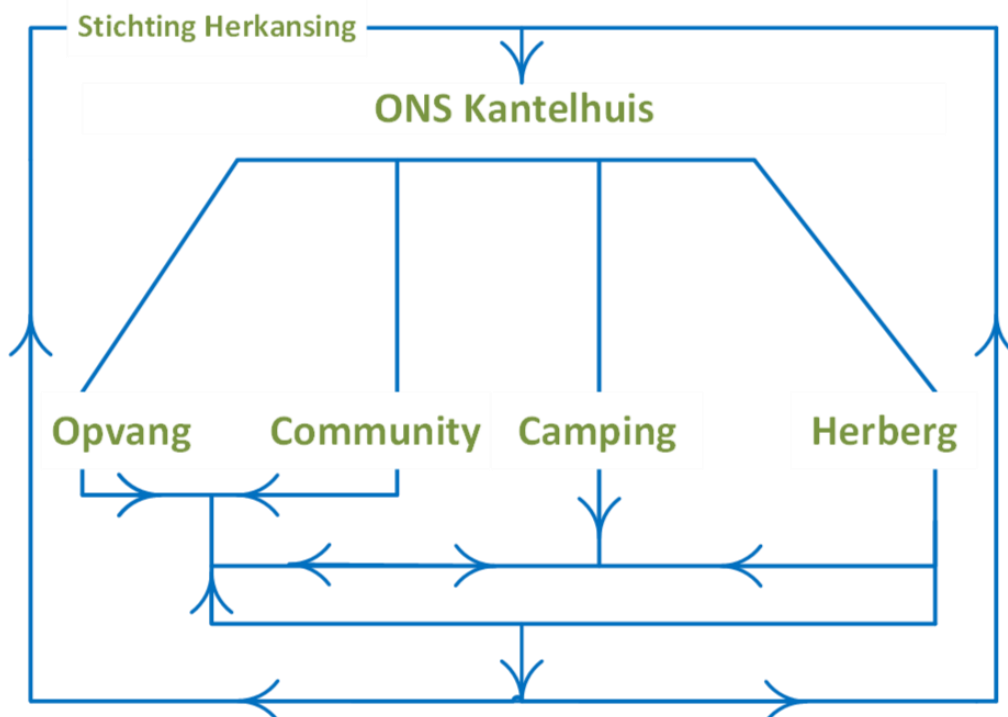 Stichting Herkansing
ONS Kantelhuis
Opvang
Community
Camping
Herberg